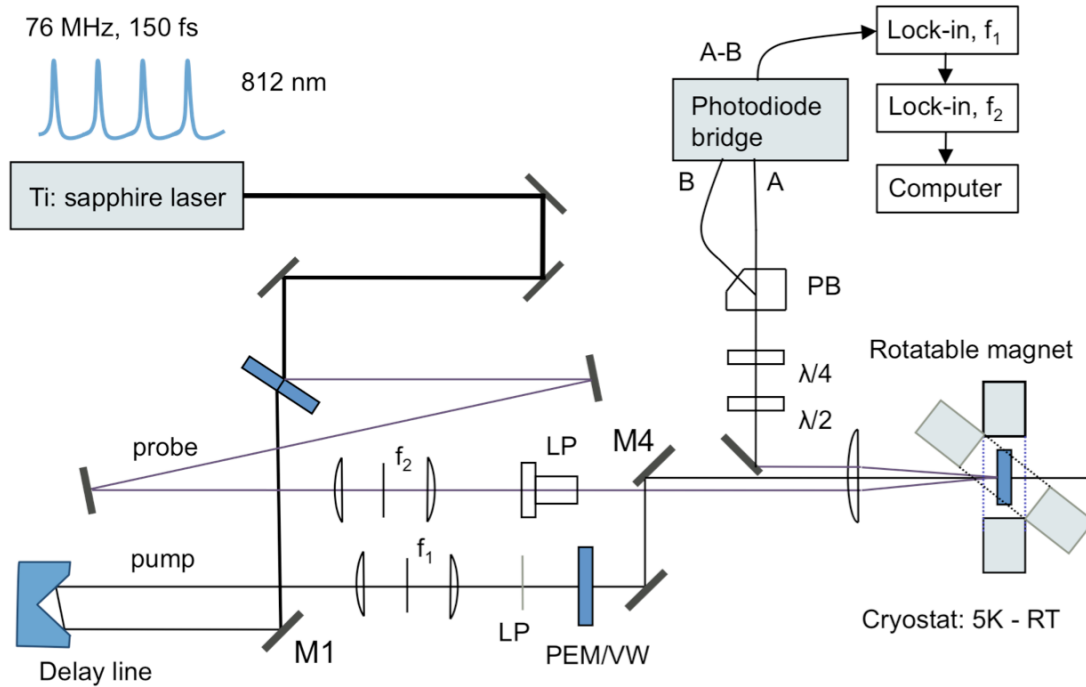 76 MHz, 150 fs
812 nm
Ti: sapphire laser
A-B
Lock-in, f₁
Lock-in, f₂
Computer
Photodiode
bridge
B
A
PB
λ/4
λ/2
Rotatable magnet
probe
f₂
LP
M4
pump
f₁
LP
PEM/VW
M1
Delay line
Cryostat: 5K - RT